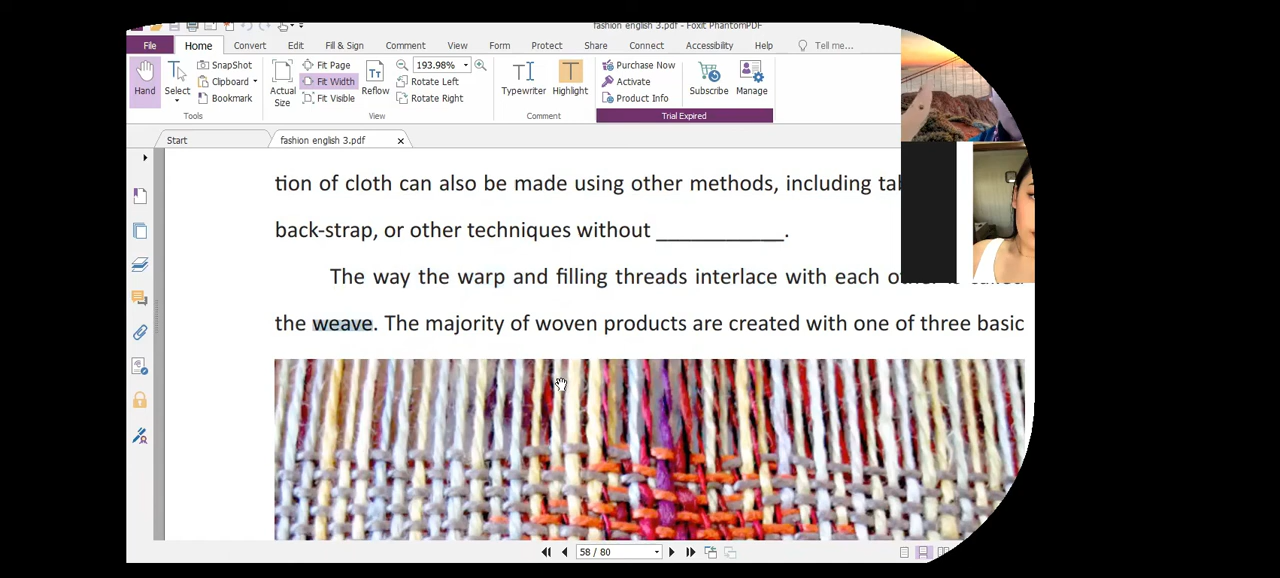 fashion english 3.pdf - Foxit PhantomPDF
File Home Convert Edit Fill & Sign Comment View Form Protect Share Connect Accessibility Help Tell me...
Hand
Select
SnapShot
Clipboard
Bookmark
Tools
Actual Size
Fit Page
Fit Width
Fit Visible
Reflow
193.98%
Rotate Left
Rotate Right
View
Typewriter
Highlight
Comment
Purchase Now
Activate
Product Info
Subscribe
Manage
Trial Expired
Start
fashion english 3.pdf
tion of cloth can also be made using other methods, including
back-strap, or other techniques without ___________.
The way the warp and filling threads interlace with each
the weave. The majority of woven products are created with one of three basic
58 / 80